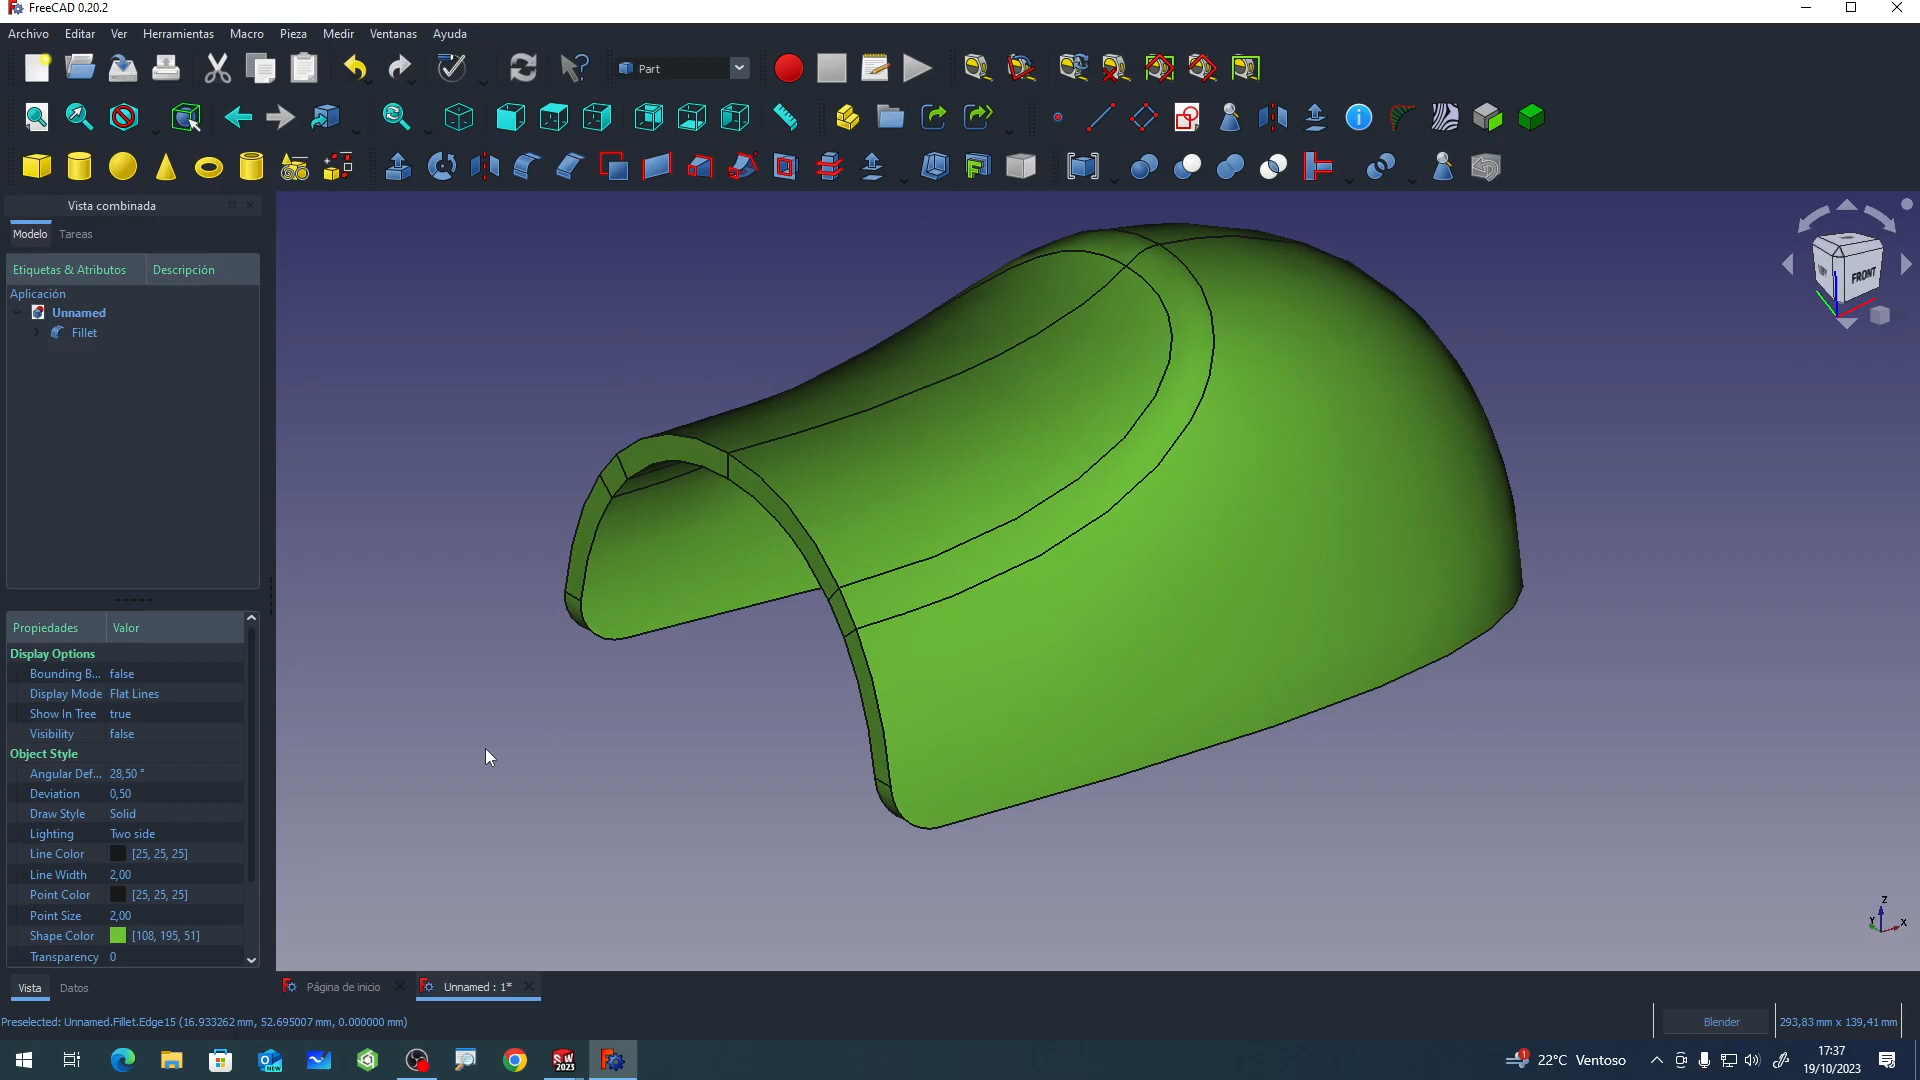 FreeCAD 0.20.2
Archivo Editar Ver Herramientas Macro Pieza Medir Ventanas Ayuda
Part
Vista combinada
Modelo Tareas
Etiquetas & Atributos Descripción
Aplicación
Unnamed
Fillet
FRONT
Propiedades Valor
Display Options
Bounding B... false
Display Mode Flat Lines
Show In Tree true
Visibility false
Object Style
Angular Def... 28,50 °
Deviation 0,50
Draw Style Solid
Lighting Two side
Line Color [25, 25, 25]
Line Width 2,00
Point Color [25, 25, 25]
Point Size 2,00
Shape Color [108, 195, 51]
Transparency 0
Z
Y X
Vista Datos
Página de inicio Unnamed : 1*
Preselected: Unnamed.Fillet.Edge15 (16.933262 mm, 52.695007 mm, 0.000000 mm)
Blender 293,83 mm x 139,41 mm
NEW
SW
2023
1
22°C Ventoso
17:37
19/10/2023